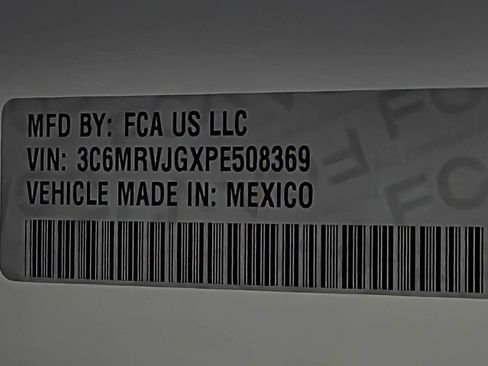 MFD BY: FCA US LLC
VIN: 3C6MRVJGXPE508369
VEHICLE MADE IN: MEXICO